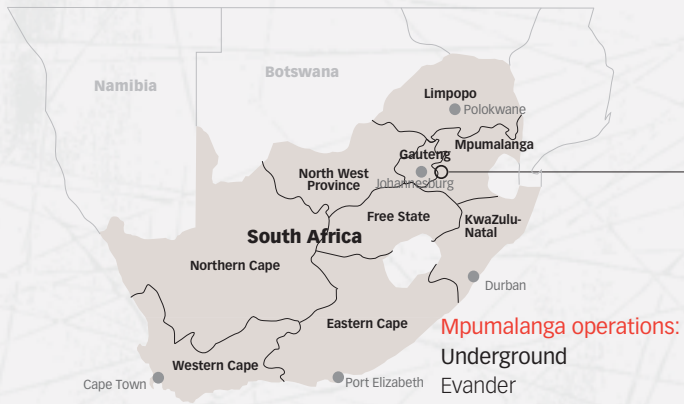 Namibia
Botswana
Limpopo
Polokwane
Mpumalanga
Gauteng
North West
Province
Johannesburg
Free State
KwaZulu-
Natal
South Africa
Northern Cape
Durban
Eastern Cape
Mpumalanga operations:
Underground
Western Cape
Cape Town
Port Elizabeth
Evander